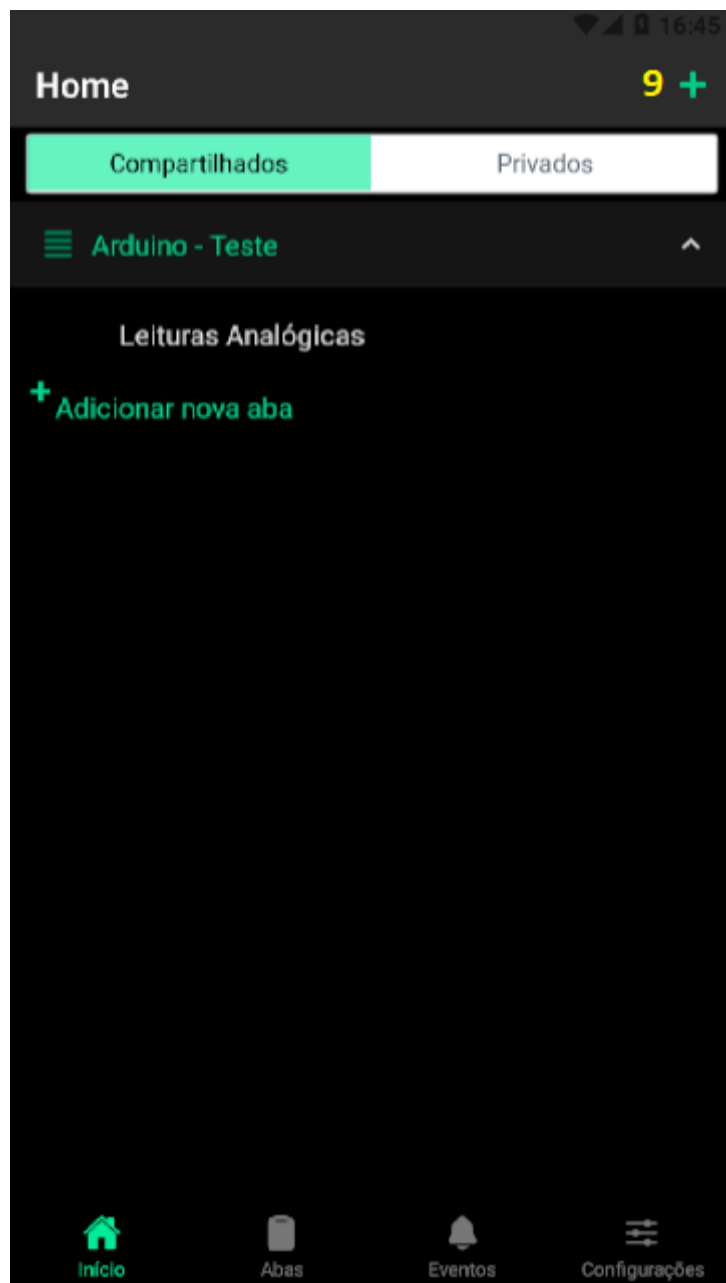 16:45
Home 9 +
Compartilhados Privados
Arduino - Teste
Leituras Analógicas
+ Adicionar nova aba
Início Abas Eventos Configurações